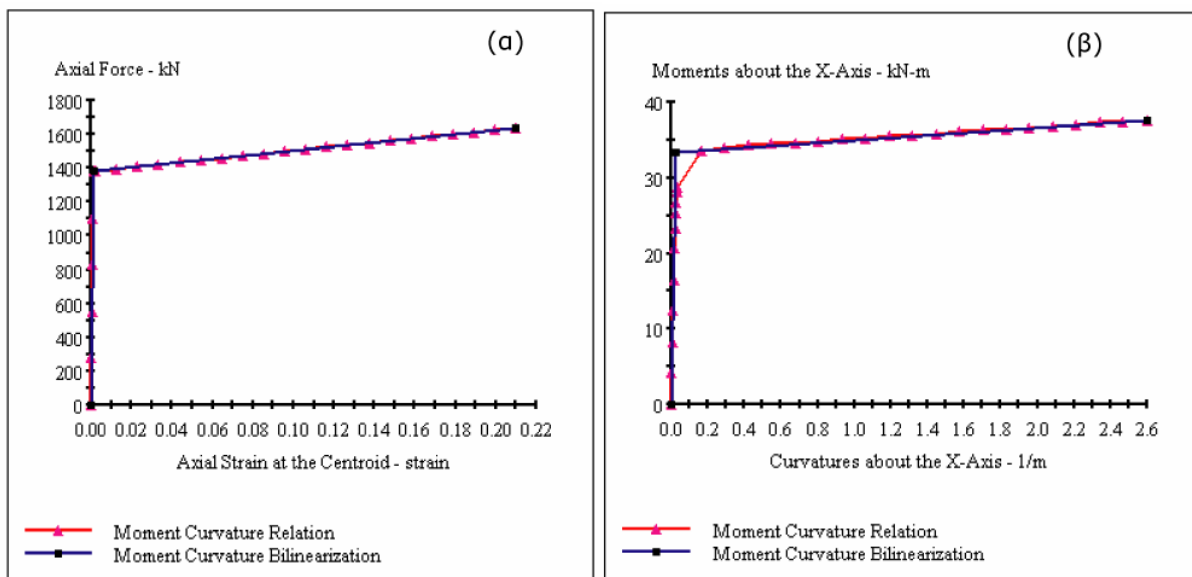 (α)
Axial Force - kN
1800
1600
1400
1200
1000
800
600
400
200
0
0.00 0.02 0.04 0.06 0.08 0.10 0.12 0.14 0.16 0.18 0.20 0.22
Axial Strain at the Centroid - strain
Moment Curvature Relation
Moment Curvature Bilinearization
(β)
Moments about the X-Axis - kN-m
40
30
20
10
0
0.0 0.2 0.4 0.6 0.8 1.0 1.2 1.4 1.6 1.8 2.0 2.2 2.4 2.6
Curvatures about the X-Axis - 1/m
Moment Curvature Relation
Moment Curvature Bilinearization